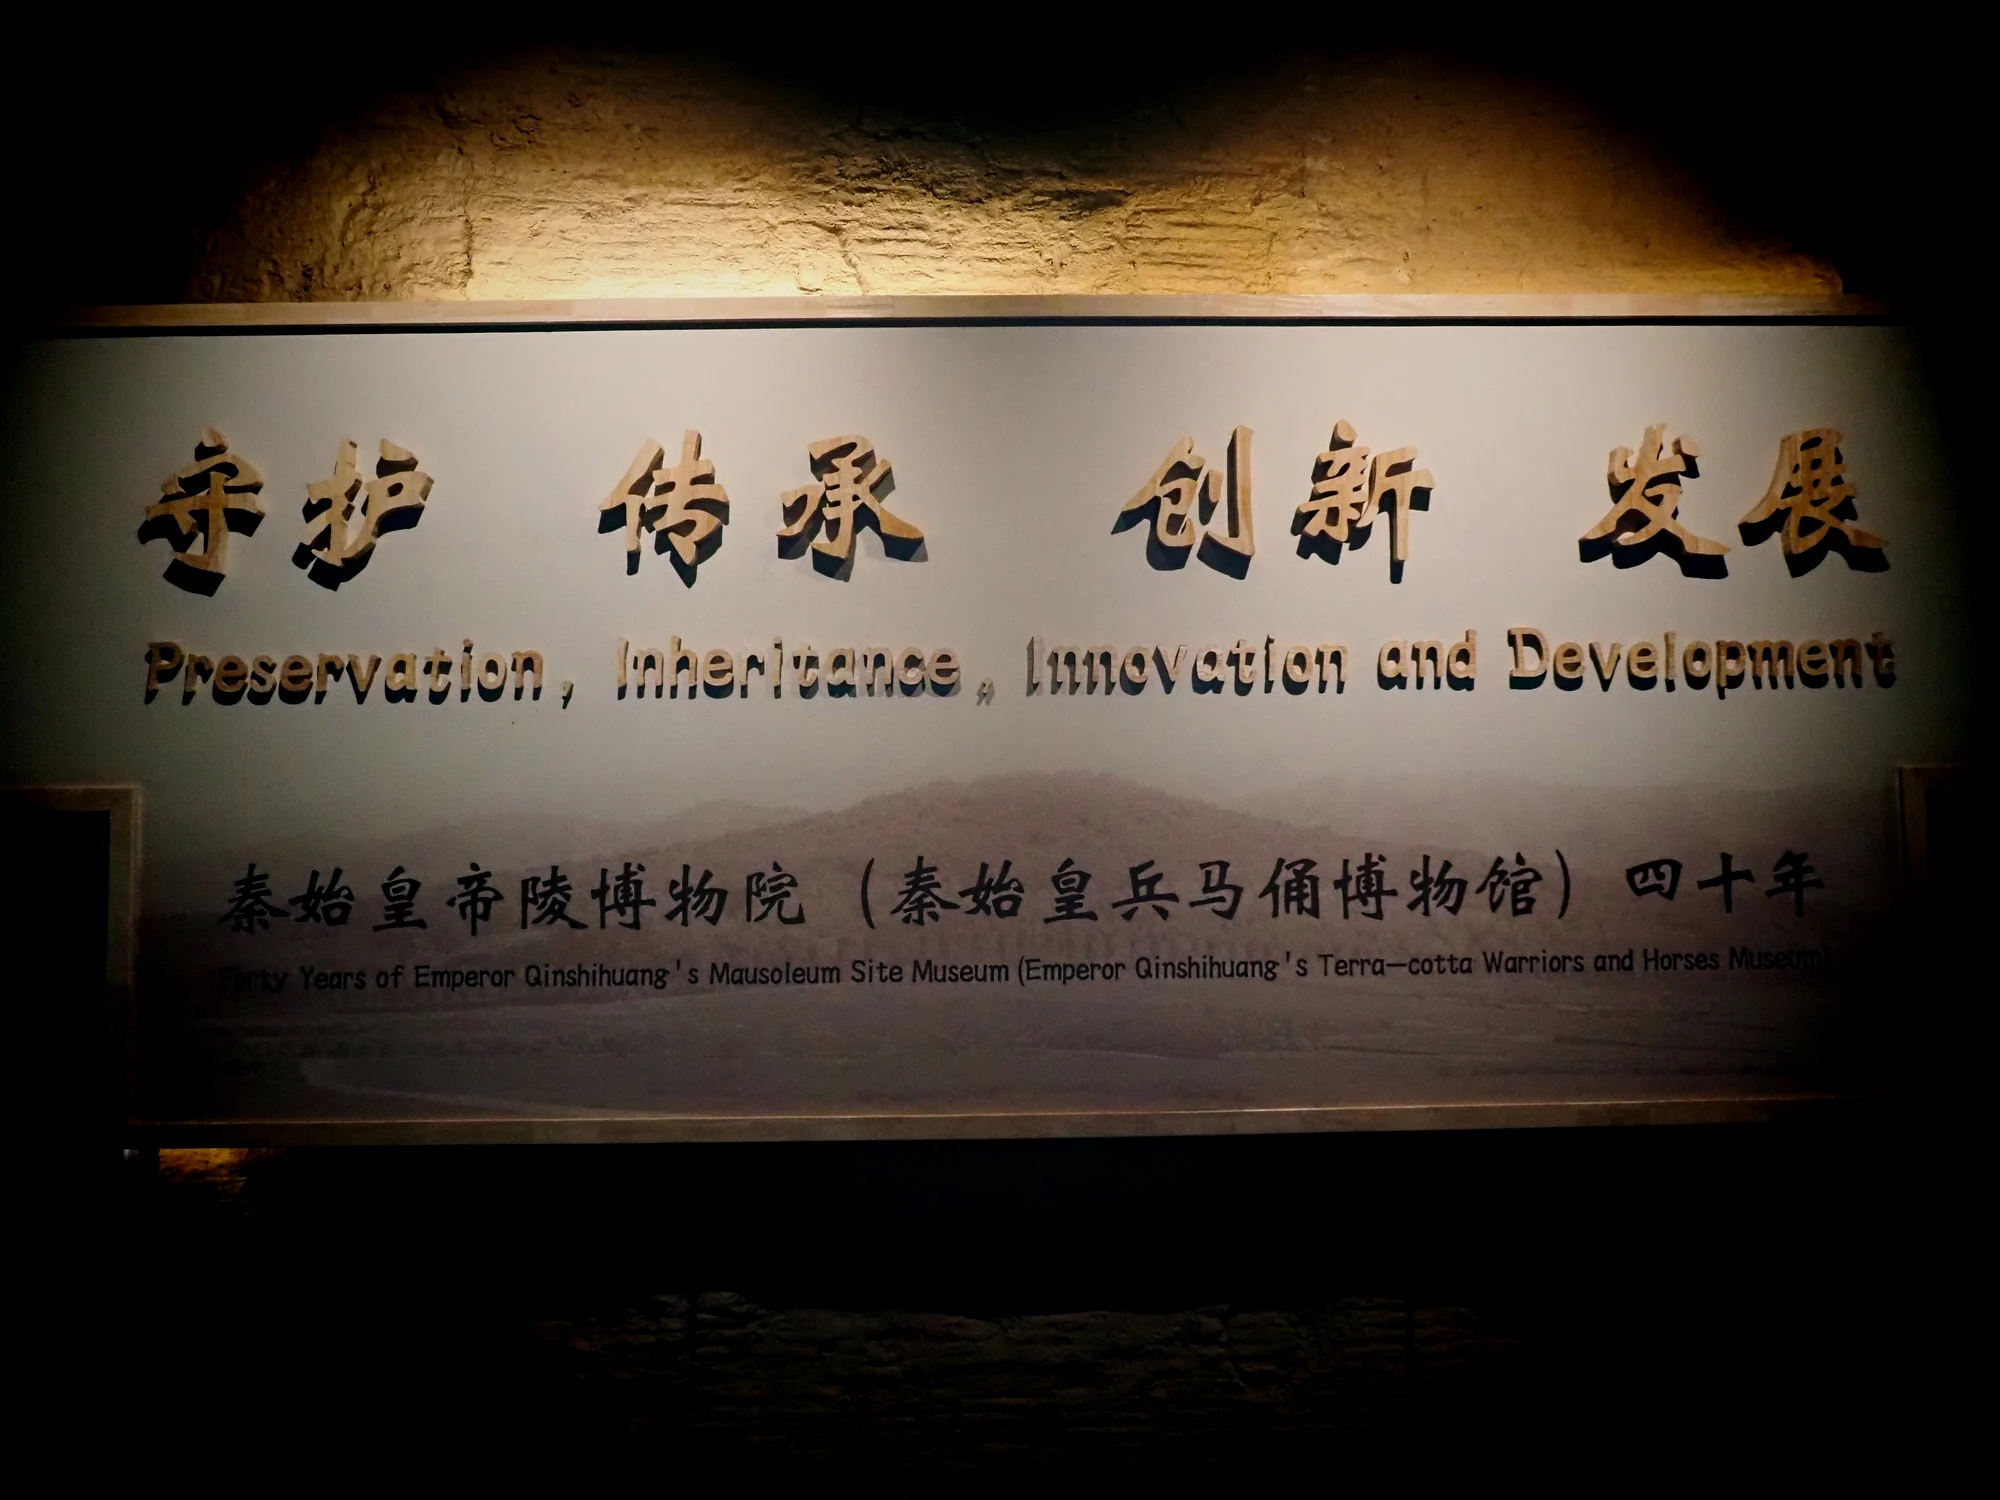 守护 传承 创新 发展
Preservation, Inheritance, Innovation and Development
秦始皇帝陵博物院（秦始皇兵马俑博物馆）四十年
Forty Years of Emperor Qinshihuang's Mausoleum Site Museum (Emperor Qinshihuang's Terra-cotta Warriors and Horses Museum)